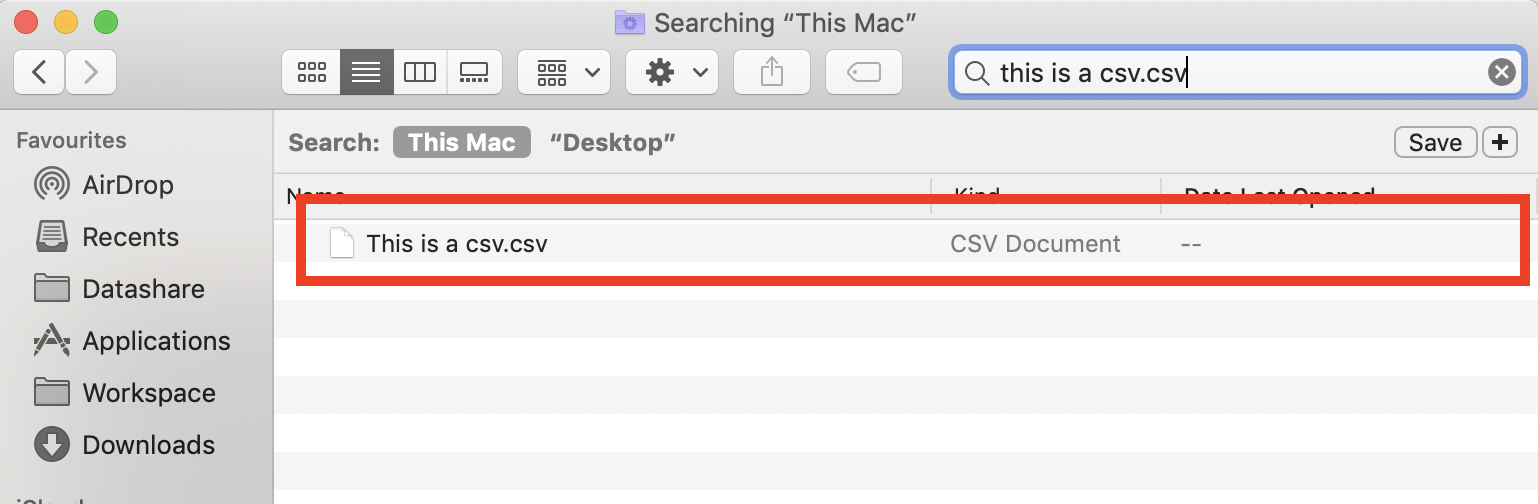 Searching “This Mac”
this is a csv.csv
Favourites
AirDrop
Recents
Datashare
Applications
Workspace
Downloads
iCloud
Search: This Mac “Desktop” Save +
Name Kind Date Last Opened
This is a csv.csv CSV Document --